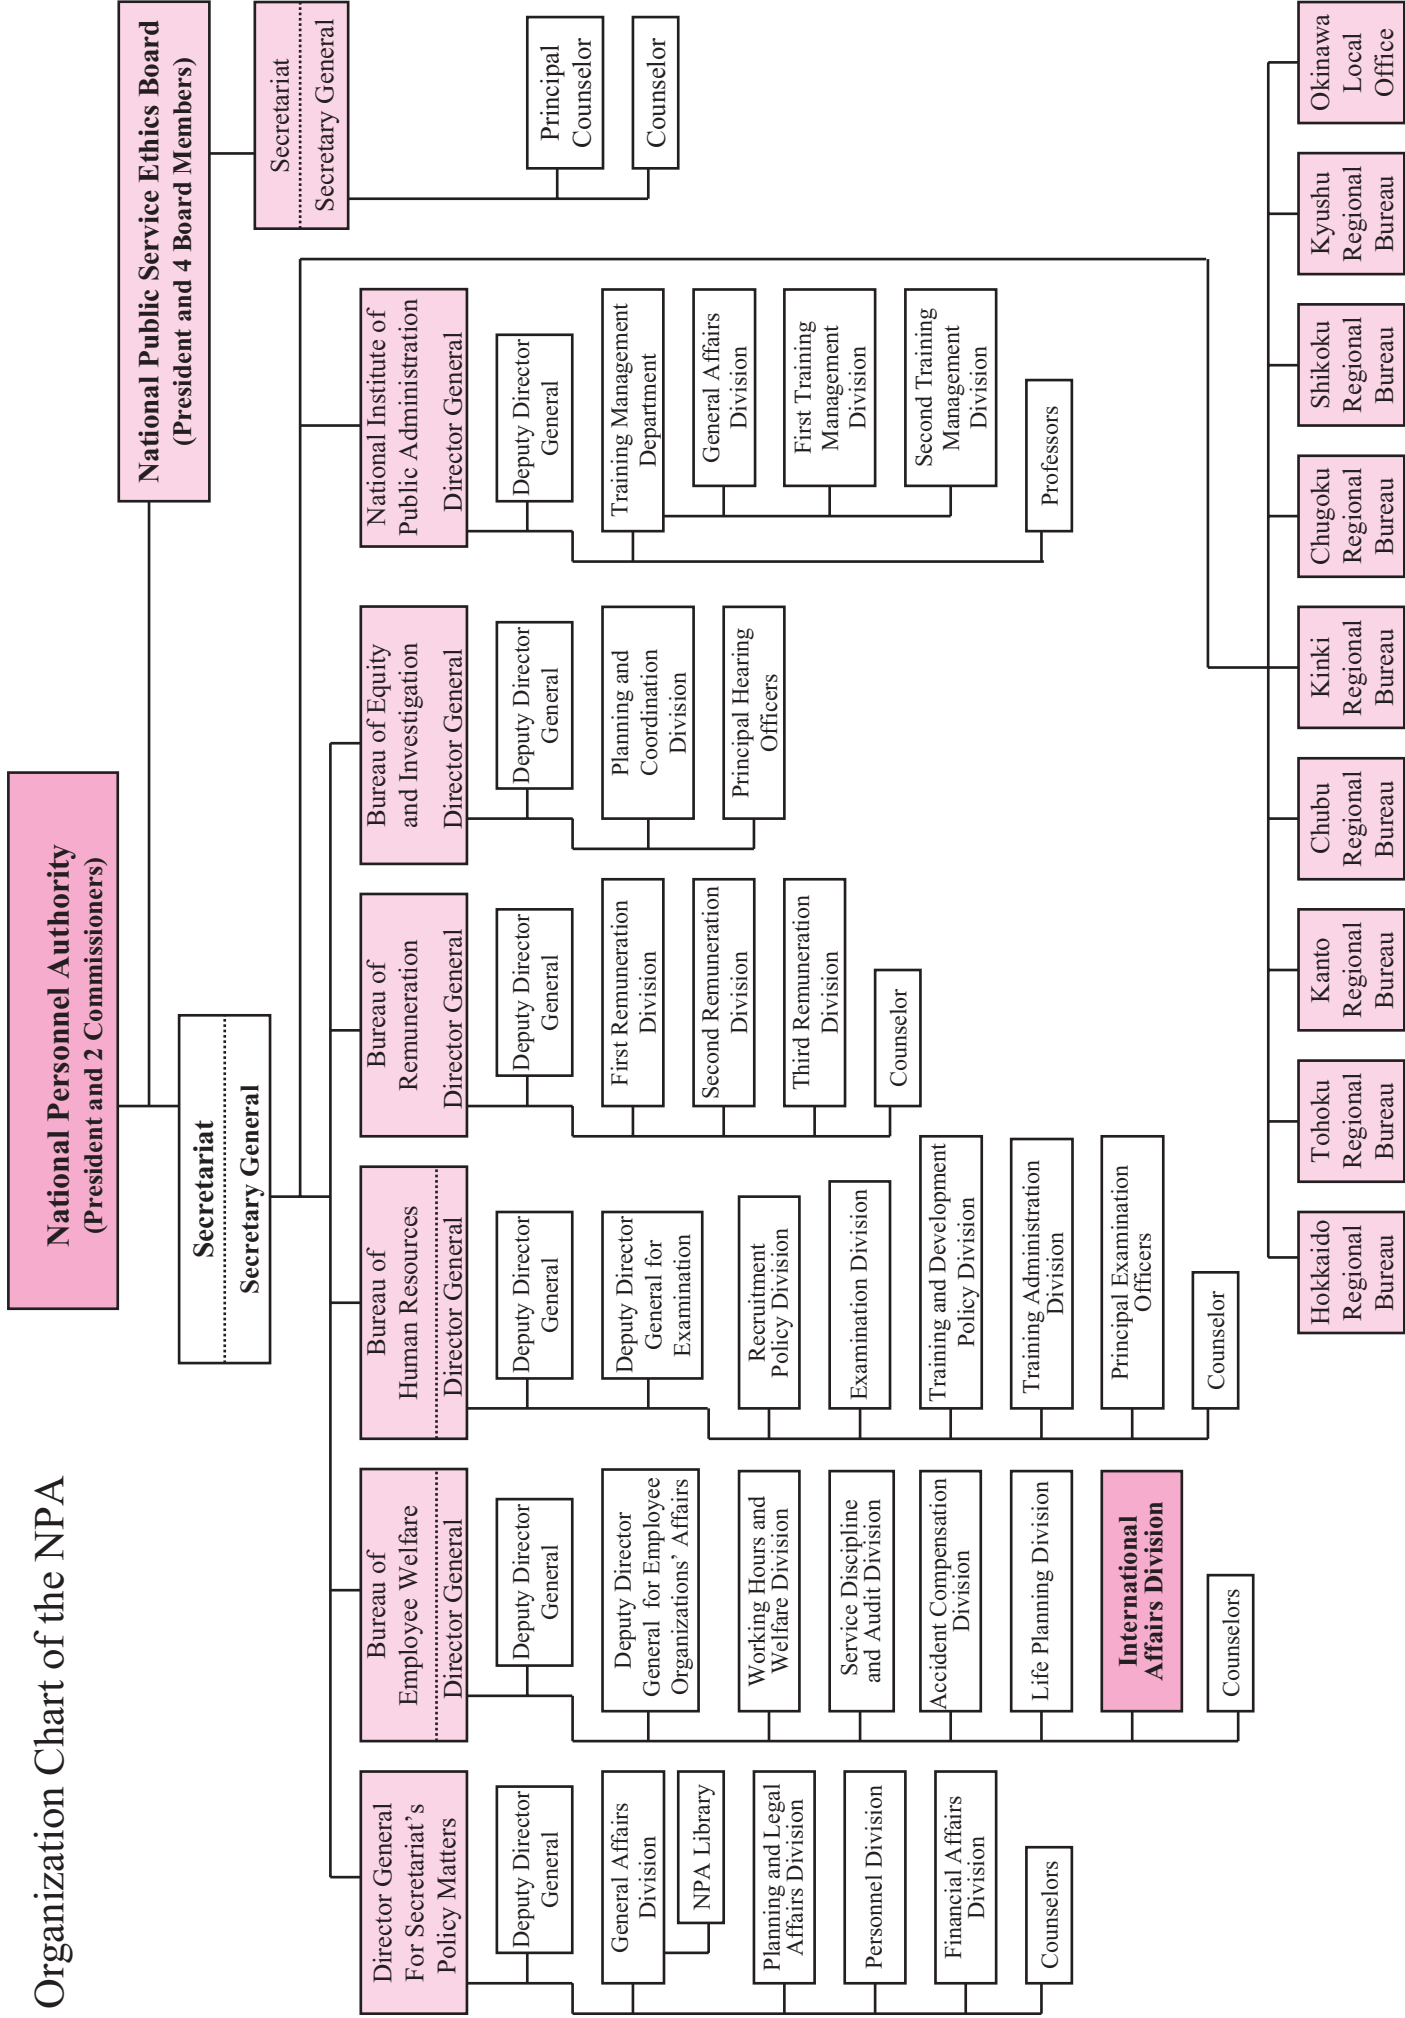 Organization Chart of the NPA
National Personnel Authority
(President and 2 Commissioners)
National Public Service Ethics Board
(President and 4 Board Members)
Secretariat
Secretary General
Principal
Counselor
Counselor
Secretariat
Secretary General
Director General
For Secretariat's
Policy Matters
Deputy Director
General
General Affairs
Division
NPA Library
Planning and Legal
Affairs Division
Personnel Division
Financial Affairs
Division
Counselors
Bureau of
Employee Welfare
Director General
Deputy Director
General
Deputy Director
General for Employee
Organizations' Affairs
Working Hours and
Welfare Division
Service Discipline
and Audit Division
Accident Compensation
Division
Life Planning Division
International
Affairs Division
Counselors
Bureau of
Human Resources
Director General
Deputy Director
General
Deputy Director
General for
Examination
Recruitment
Policy Division
Examination Division
Training and Development
Policy Division
Training Administration
Division
Principal Examination
Officers
Counselor
Bureau of
Remuneration
Director General
Deputy Director
General
First Remuneration
Division
Second Remuneration
Division
Third Remuneration
Division
Counselor
Bureau of Equity
and Investigation
Director General
Deputy Director
General
Planning and
Coordination
Division
Principal Hearing
Officers
National Institute of
Public Administration
Director General
Deputy Director
General
Training Management
Department
General Affairs
Division
First Training
Management
Division
Second Training
Management
Division
Professors
Hokkaido
Regional
Bureau
Tohoku
Regional
Bureau
Kanto
Regional
Bureau
Chubu
Regional
Bureau
Kinki
Regional
Bureau
Chugoku
Regional
Bureau
Shikoku
Regional
Bureau
Kyushu
Regional
Bureau
Okinawa
Local
Office